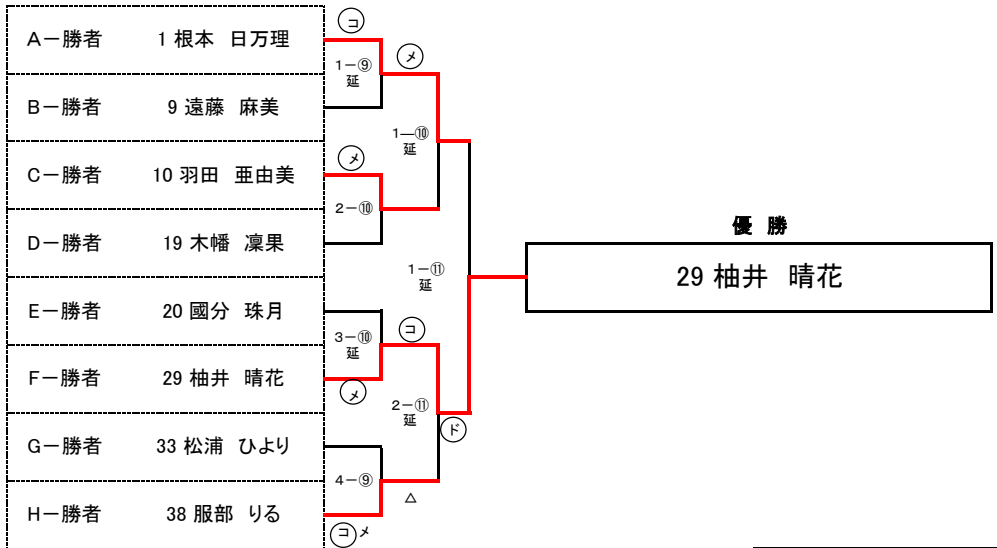 A－勝者 1 根本 日万理
コ
1－⑨
延
メ
B－勝者 9 遠藤 麻美
1―⑩
延
C－勝者 10 羽田 亜由美
メ
2－⑩
D－勝者 19 木幡 凜果
1－⑪
延
優 勝
29 柚井 晴花
E－勝者 20 國分 珠月
3－⑩
延
コ
F－勝者 29 柚井 晴花
メ
2－⑪
延
ド
G－勝者 33 松浦 ひより
4－⑨
△
H－勝者 38 服部 りる
コメ